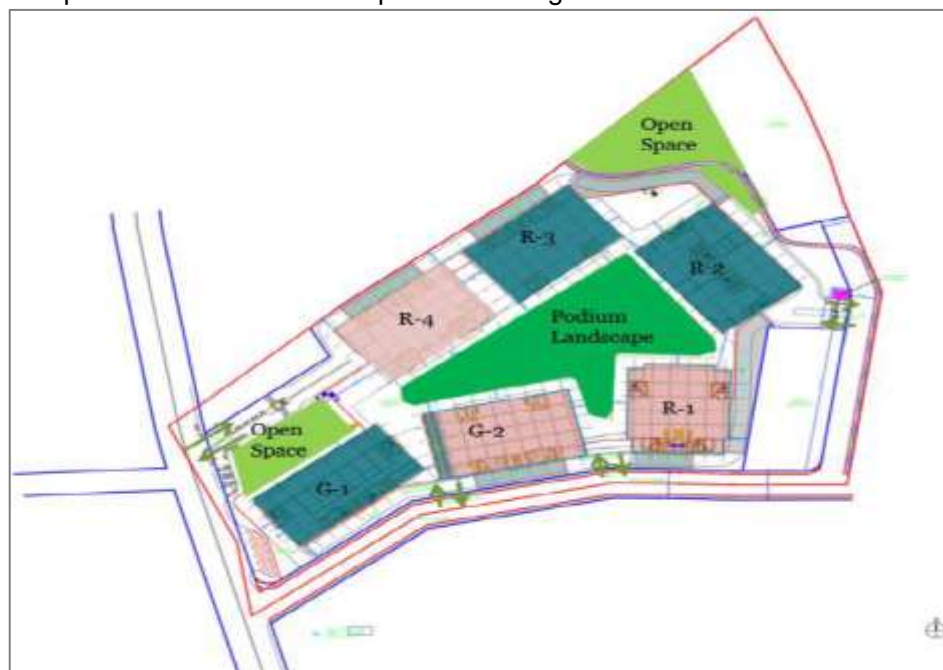 Open
Space
R-3
R-2
R-4
Podium
Landscape
R-1
G-2
Open
Space
G-1